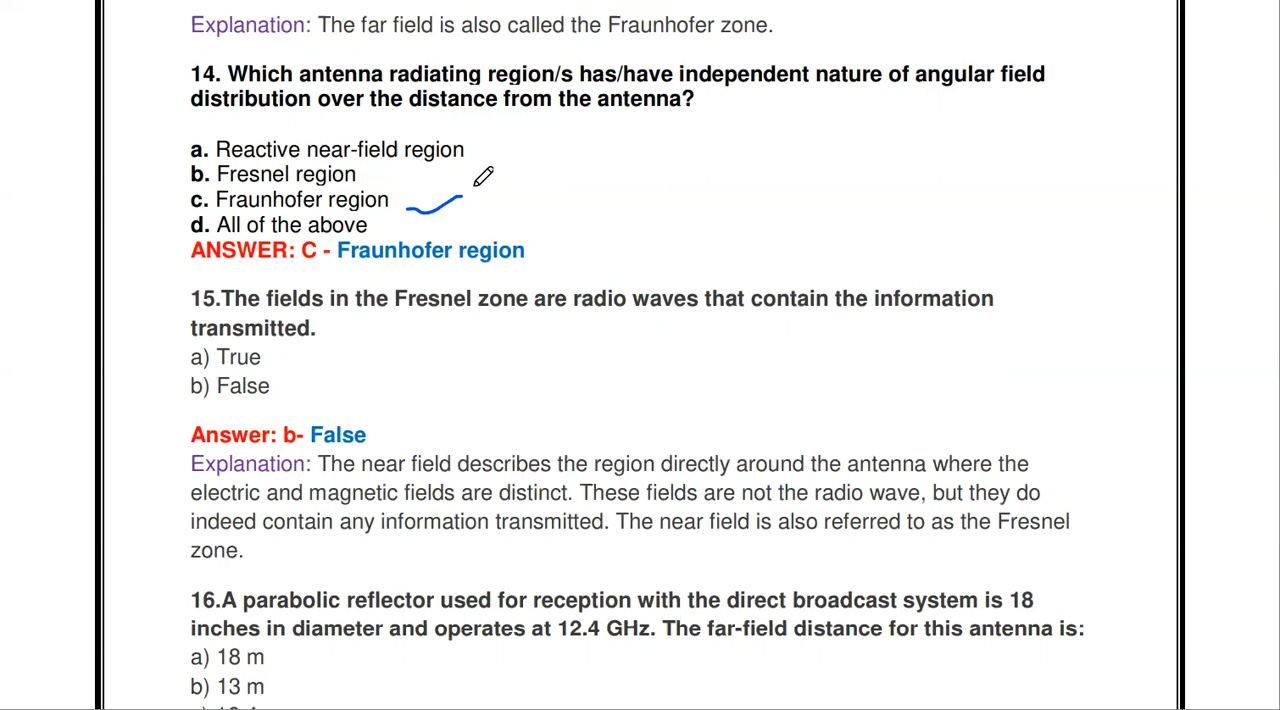 Explanation: The far field is also called the Fraunhofer zone.
14. Which antenna radiating region/s has/have independent nature of angular field
distribution over the distance from the antenna?
a. Reactive near-field region
b. Fresnel region
c. Fraunhofer region
d. All of the above
ANSWER: C - Fraunhofer region
15.The fields in the Fresnel zone are radio waves that contain the information
transmitted.
a) True
b) False
Answer: b- False
Explanation: The near field describes the region directly around the antenna where the
electric and magnetic fields are distinct. These fields are not the radio wave, but they do
indeed contain any information transmitted. The near field is also referred to as the Fresnel
zone.
16.A parabolic reflector used for reception with the direct broadcast system is 18
inches in diameter and operates at 12.4 GHz. The far-field distance for this antenna is:
a) 18 m
b) 13 m